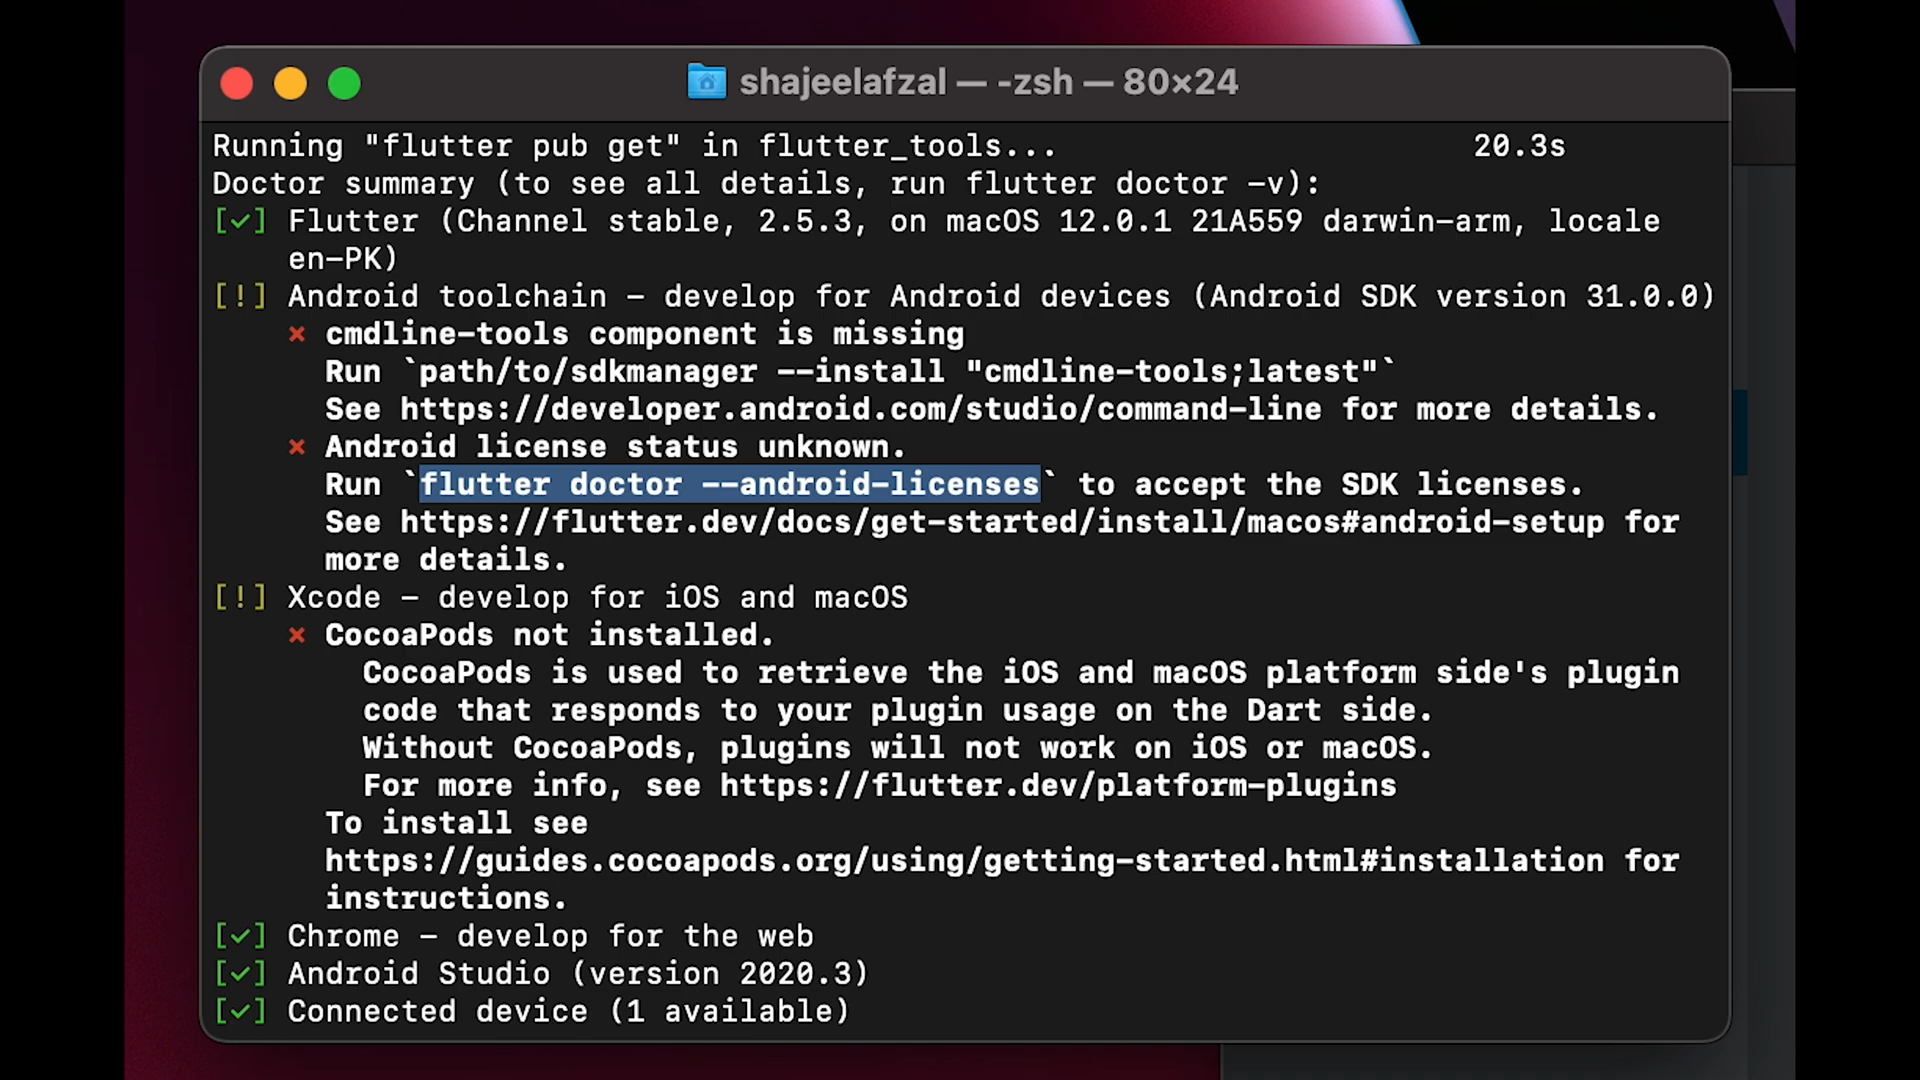 shajeelafzal — -zsh — 80×24
Running "flutter pub get" in flutter_tools... 20.3s
Doctor summary (to see all details, run flutter doctor -v):
[✓] Flutter (Channel stable, 2.5.3, on macOS 12.0.1 21A559 darwin-arm, locale
en-PK)
[!] Android toolchain - develop for Android devices (Android SDK version 31.0.0)
✗ cmdline-tools component is missing
Run `path/to/sdkmanager --install "cmdline-tools;latest"`
See https://developer.android.com/studio/command-line for more details.
✗ Android license status unknown.
Run `flutter doctor --android-licenses` to accept the SDK licenses.
See https://flutter.dev/docs/get-started/install/macos#android-setup for
more details.
[!] Xcode - develop for iOS and macOS
✗ CocoaPods not installed.
CocoaPods is used to retrieve the iOS and macOS platform side's plugin
code that responds to your plugin usage on the Dart side.
Without CocoaPods, plugins will not work on iOS or macOS.
For more info, see https://flutter.dev/platform-plugins
To install see
https://guides.cocoapods.org/using/getting-started.html#installation for
instructions.
[✓] Chrome - develop for the web
[✓] Android Studio (version 2020.3)
[✓] Connected device (1 available)